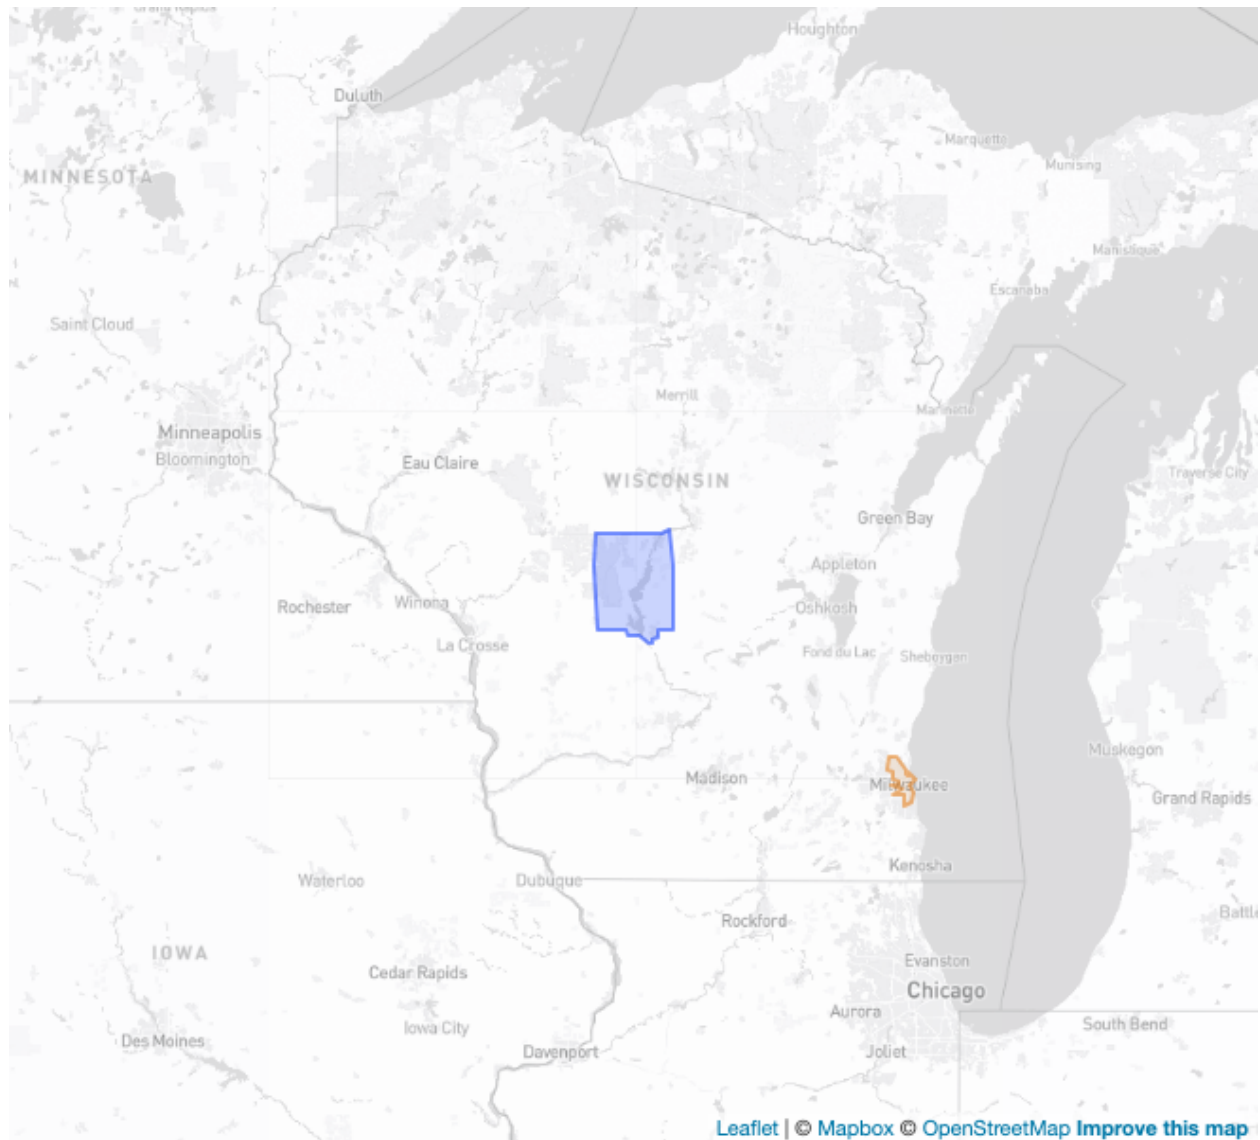 Grand Rapids
Houghton
Duluth
Marquette
Munising
MINNESOTA
Manistique
Escanaba
Saint Cloud
Merrill
Marinette
Minneapolis
Bloomington
Eau Claire
Traverse City
WISCONSIN
Green Bay
Appleton
Rochester
Winona
Oshkosh
La Crosse
Fond du Lac
Sheboygan
Muskegon
Madison
Milwaukee
Grand Rapids
Kenosha
Waterloo
Dubuque
Battle
Rockford
IOWA
Evanston
Cedar Rapids
Chicago
Aurora
Iowa City
South Bend
Des Moines
Davenport
Joliet
Leaflet | © Mapbox © OpenStreetMap Improve this map